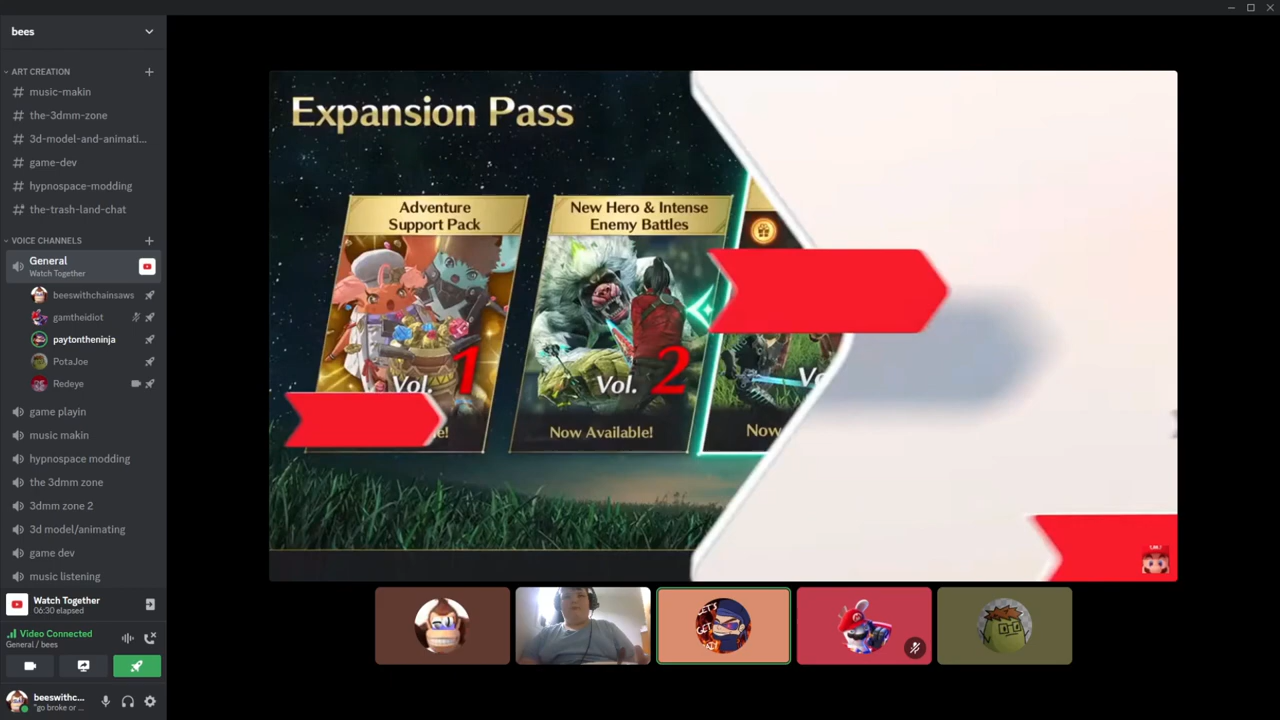 bees
ART CREATION
music-makin
the-3dmm-zone
3d-model-and-animati...
game-dev
hypnospace-modding
the-trash-land-chat
VOICE CHANNELS
General
Watch Together
beeswithchainsaws
gamtheidiot
paytontheninja
PotaJoe
Redeye
game playin
music makin
hypnospace modding
the 3dmm zone
3dmm zone 2
3d model/animating
game dev
music listening
Watch Together
06:30 elapsed
Video Connected
General / bees
beeswithc...
"go broke or ...
Expansion Pass
Adventure
Support Pack
Vol. 1
New Hero & Intense
Enemy Battles
Vol. 2
Now Available!
Now
LET'S
GET